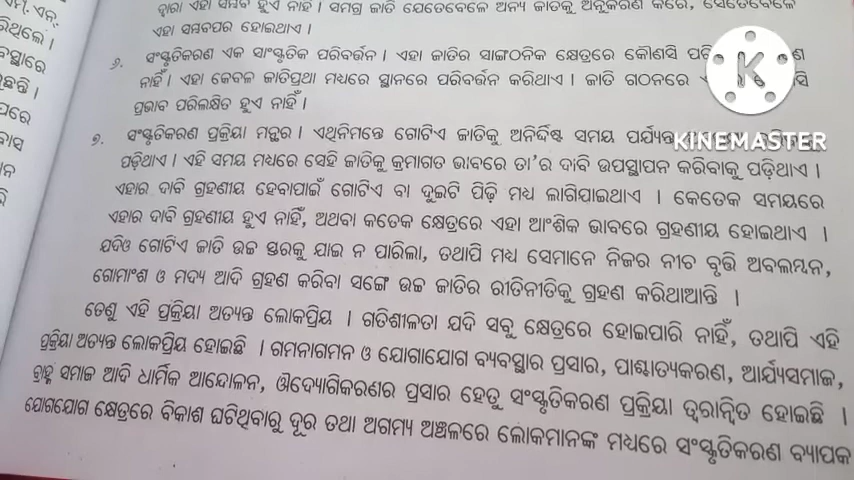 ଦ୍ୱାରା ଏହା ସମ୍ଭବ ହୁଏ ନାହିଁ । ସମଗ୍ର ଜାତି ଯେତେବେଳେ ଅନ୍ୟ ଜାତିକୁ ଅନୁକରଣ କରେ, ସେତେବେଳେ
ଏହା ସମ୍ଭବପର ହୋଇଥାଏ ।
୬. ସଂସ୍କୃତିକରଣ ଏକ ସାଂସ୍କୃତିକ ପରିବର୍ତ୍ତନ । ଏହା ଜାତିର ସାଙ୍ଗଠନିକ କ୍ଷେତ୍ରରେ କୌଣସି
ନାହିଁ । ଏହା କେବଳ ଜାତିପ୍ରଥା ମଧ୍ୟରେ ସ୍ଥାନରେ ପରିବର୍ତ୍ତନ କରିଥାଏ । ଜାତି ଗଠନରେ
ପ୍ରଭାବ ପରିଲକ୍ଷିତ ହୁଏ ନାହିଁ ।
KINEMASTER
୭. ସଂସ୍କୃତିକରଣ ପ୍ରକ୍ରିୟା ମନ୍ଥର । ଏଥିନିମନ୍ତେ ଗୋଟିଏ ଜାତିକୁ ଅନିର୍ଦ୍ଦିଷ୍ଟ ସମୟ ପର୍ଯ୍ୟନ୍ତ
ପଡ଼ିଥାଏ । ଏହି ସମୟ ମଧ୍ୟରେ ସେହି ଜାତିକୁ କ୍ରମାଗତ ଭାବରେ ତା'ର ଦାବି ଉପସ୍ଥାପନ କରିବାକୁ ପଡ଼ିଥାଏ ।
ଏହାର ଦାବି ଗ୍ରହଣୀୟ ହେବାପାଇଁ ଗୋଟିଏ ବା ଦୁଇଟି ପିଢ଼ି ମଧ୍ୟ ଲାଗିଯାଇଥାଏ । କେତେକ ସମୟରେ
ଏହାର ଦାବି ଗ୍ରହଣୀୟ ହୁଏ ନାହିଁ, ଅଥବା କତେକ କ୍ଷେତ୍ରରେ ଏହା ଆଂଶିକ ଭାବରେ ଗ୍ରହଣୀୟ ହୋଇଥାଏ ।
ଯଦିଓ ଗୋଟିଏ ଜାତି ଉଚ୍ଚ ସ୍ତରକୁ ଯାଇ ନ ପାରିଲା, ତଥାପି ମଧ୍ୟ ସେମାନେ ନିଜର ନୀଚ ବୃତ୍ତି ଅବଲମ୍ବନ,
ଗୋମାଂଶ ଓ ମଦ୍ୟ ଆଦି ଗ୍ରହଣ କରିବା ସଙ୍ଗେ ଉଚ୍ଚ ଜାତିର ରୀତିନୀତିକୁ ଗ୍ରହଣ କରିଥାଆନ୍ତି ।
ତେଣୁ ଏହି ପ୍ରକ୍ରିୟା ଅତ୍ୟନ୍ତ ଲୋକପ୍ରିୟ । ଗତିଶୀଳତା ଯଦି ସବୁ କ୍ଷେତ୍ରରେ ହୋଇପାରି ନାହିଁ, ତଥାପି ଏହି
ପ୍ରକ୍ରିୟା ଅତ୍ୟନ୍ତ ଲୋକପ୍ରିୟ ହୋଇଛି । ଗମନାଗମନ ଓ ଯୋଗାଯୋଗ ବ୍ୟବସ୍ଥାର ପ୍ରସାର, ପାଶ୍ଚାତ୍ୟକରଣ, ଆର୍ଯ୍ୟସମାଜ,
ବ୍ରାହ୍ମ ସମାଜ ଆଦି ଧାର୍ମିକ ଆନ୍ଦୋଳନ, ଔଦ୍ୟୋଗିକରଣର ପ୍ରସାର ହେତୁ ସଂସ୍କୃତିକରଣ ପ୍ରକ୍ରିୟା ତ୍ୱରାନ୍ୱିତ ହୋଇଛି ।
ଯୋଗଯୋଗ କ୍ଷେତ୍ରରେ ବିକାଶ ଘଟିଥିବାରୁ ଦୂର ତଥା ଅଗମ୍ୟ ଅଞ୍ଚଳରେ ଲୋକମାନଙ୍କ ମଧ୍ୟରେ ସଂସ୍କୃତିକରଣ ବ୍ୟାପକ